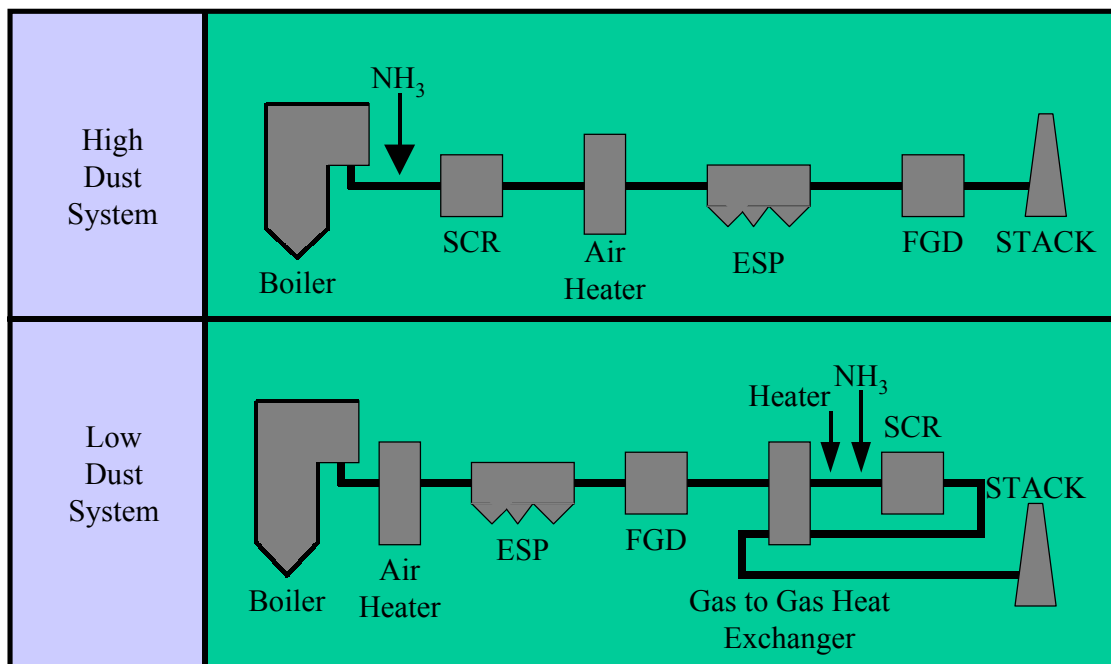 High
Dust
System
NH₃
Boiler
SCR
Air
Heater
ESP
FGD
STACK
Low
Dust
System
Boiler
Air
Heater
ESP
FGD
Heater
NH₃
SCR
STACK
Gas to Gas Heat
Exchanger